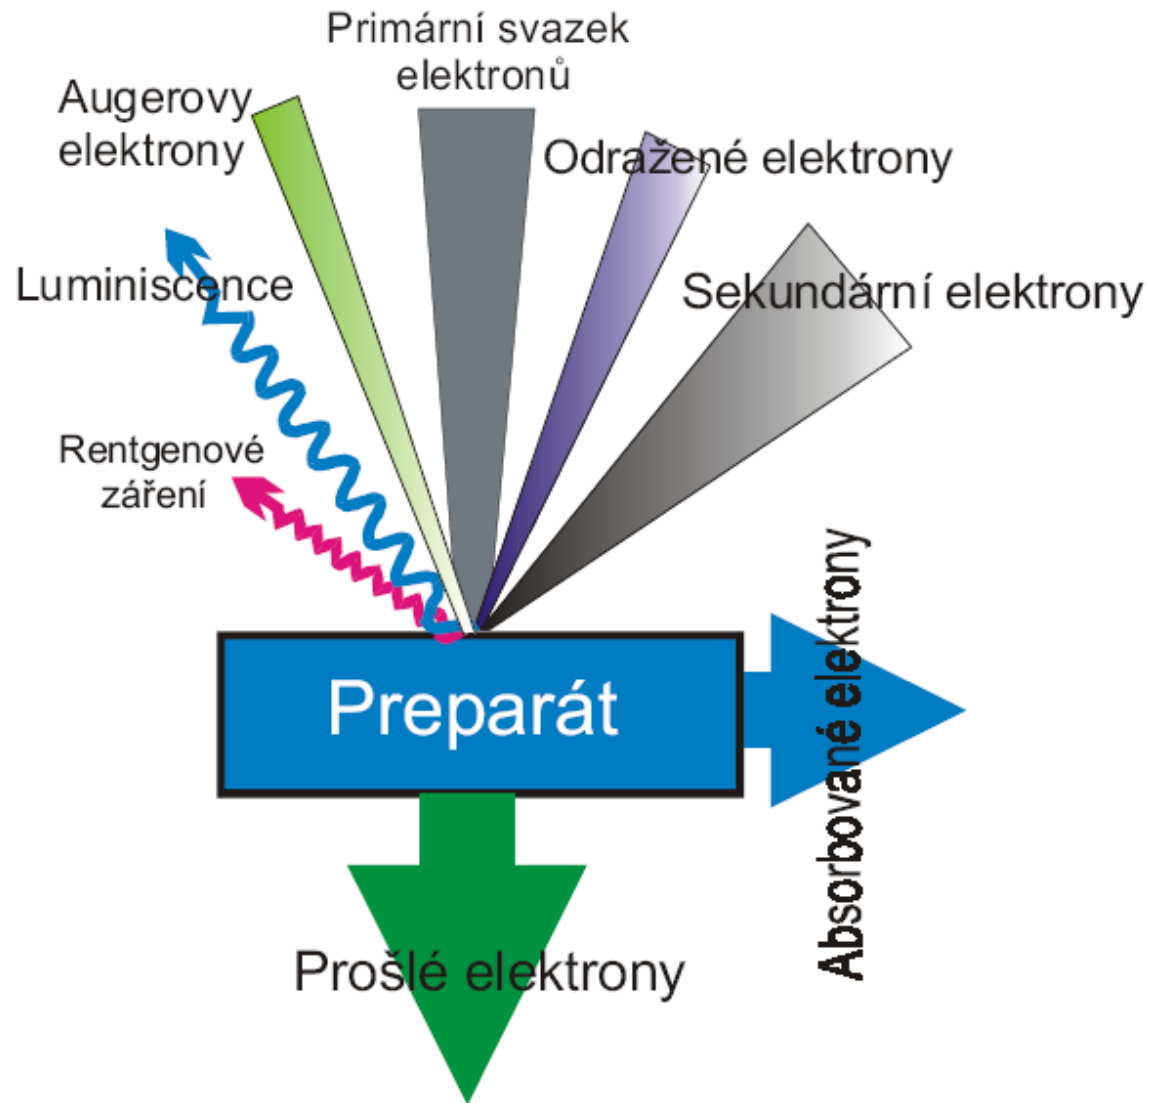 Primární svazek
elektronů
Augerovy
elektrony
Odražené elektrony
Luminiscence
Sekundární elektrony
Rentgenové
záření
Preparát
Absorbované elektrony
Prošlé elektrony